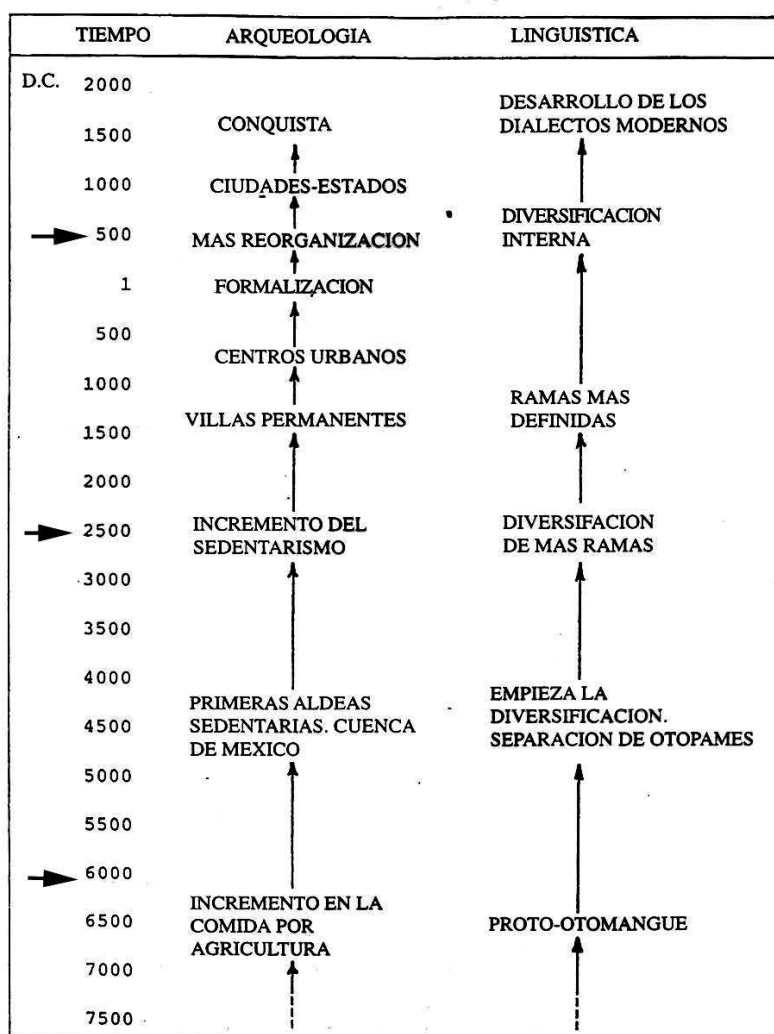 TIEMPO ARQUEOLOGIA LINGUISTICA
D.C. 2000
DESARROLLO DE LOS
DIALECTOS MODERNOS
CONQUISTA
1500
1000 CIUDADES-ESTADOS
DIVERSIFICACION
INTERNA
500 MAS REORGANIZACION
1 FORMALIZACION
500
CENTROS URBANOS
1000
RAMAS MAS
DEFINIDAS
VILLAS PERMANENTES
1500
2000
INCREMENTO DEL
SEDENTARISMO
DIVERSIFACION
DE MAS RAMAS
2500
3000
3500
4000
PRIMERAS ALDEAS
SEDENTARIAS. CUENCA
DE MEXICO
EMPIEZA LA
DIVERSIFICACION.
SEPARACION DE OTOPAMES
4500
5000
5500
6000
INCREMENTO EN LA
COMIDA POR
AGRICULTURA
6500
PROTO-OTOMANGUE
7000
7500